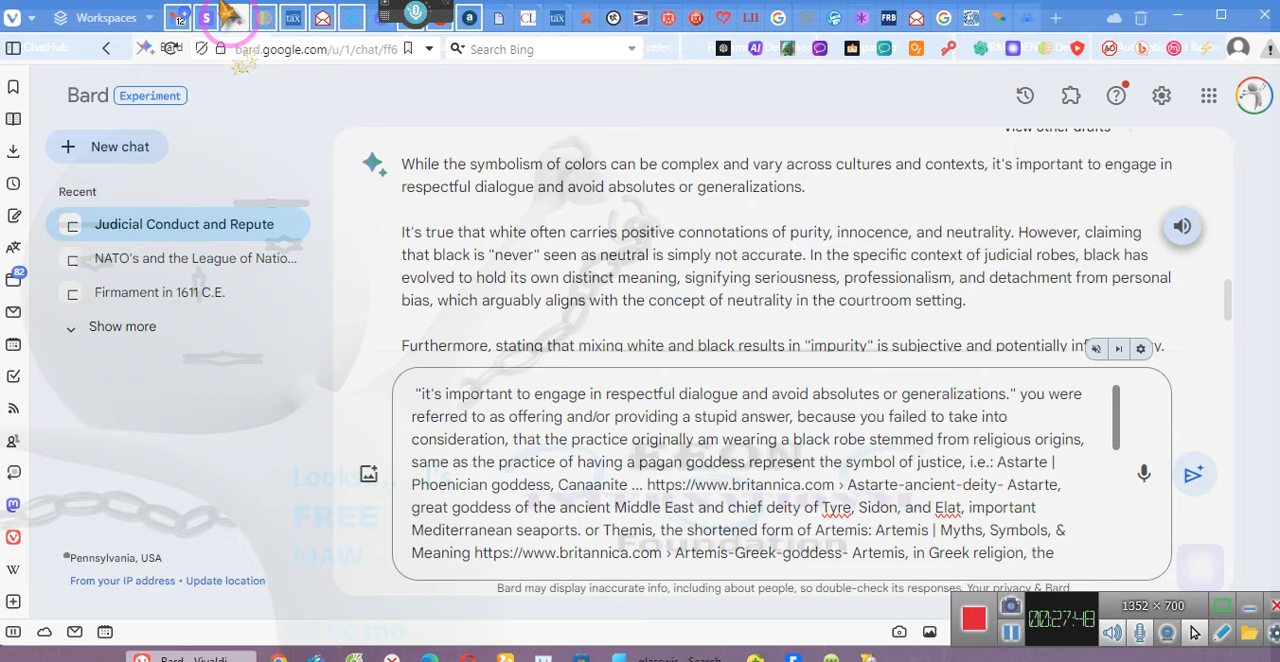 Workspaces
bard.google.com/u/1/chat/ff6
Search Bing
Bard Experiment
New chat
Recent
Judicial Conduct and Repute
NATO's and the League of Natio...
Firmament in 1611 C.E.
Show more
View other drafts
While the symbolism of colors can be complex and vary across cultures and contexts, it's important to engage in
respectful dialogue and avoid absolutes or generalizations.
It's true that white often carries positive connotations of purity, innocence, and neutrality. However, claiming
that black is "never" seen as neutral is simply not accurate. In the specific context of judicial robes, black has
evolved to hold its own distinct meaning, signifying seriousness, professionalism, and detachment from personal
bias, which arguably aligns with the concept of neutrality in the courtroom setting.
Furthermore, stating that mixing white and black results in "impurity" is subjective and potentially
"it's important to engage in respectful dialogue and avoid absolutes or generalizations." you were
referred to as offering and/or providing a stupid answer, because you failed to take into
consideration, that the practice originally am wearing a black robe stemmed from religious origins,
same as the practice of having a pagan goddess represent the symbol of justice, i.e.: Astarte |
Phoenician goddess, Canaanite ... https://www.britannica.com › Astarte-ancient-deity- Astarte,
great goddess of the ancient Middle East and chief deity of Tyre, Sidon, and Elat, important
Mediterranean seaports. or Themis, the shortened form of Artemis: Artemis | Myths, Symbols, &
Meaning https://www.britannica.com › Artemis-Greek-goddess- Artemis, in Greek religion, the
Bard may display inaccurate info, including about people, so double-check its responses. Your privacy & Bard
Pennsylvania, USA
From your IP address • Update location
82
FREE
MAW
Foundation
1352 × 700
00:27:48
Bard - Vivaldi
glasswir - Search